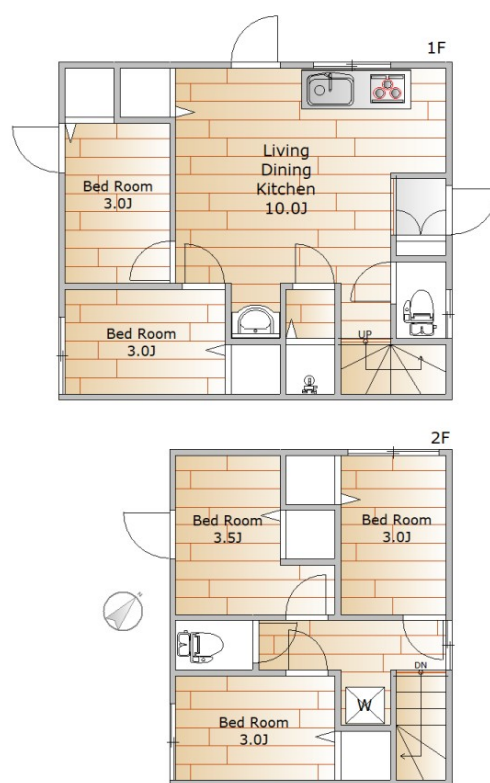 1F
Living
Dining
Kitchen
10.0J
Bed Room
3.0J
Bed Room
3.0J
UP
2F
Bed Room
3.5J
Bed Room
3.0J
DN
W
Bed Room
3.0J